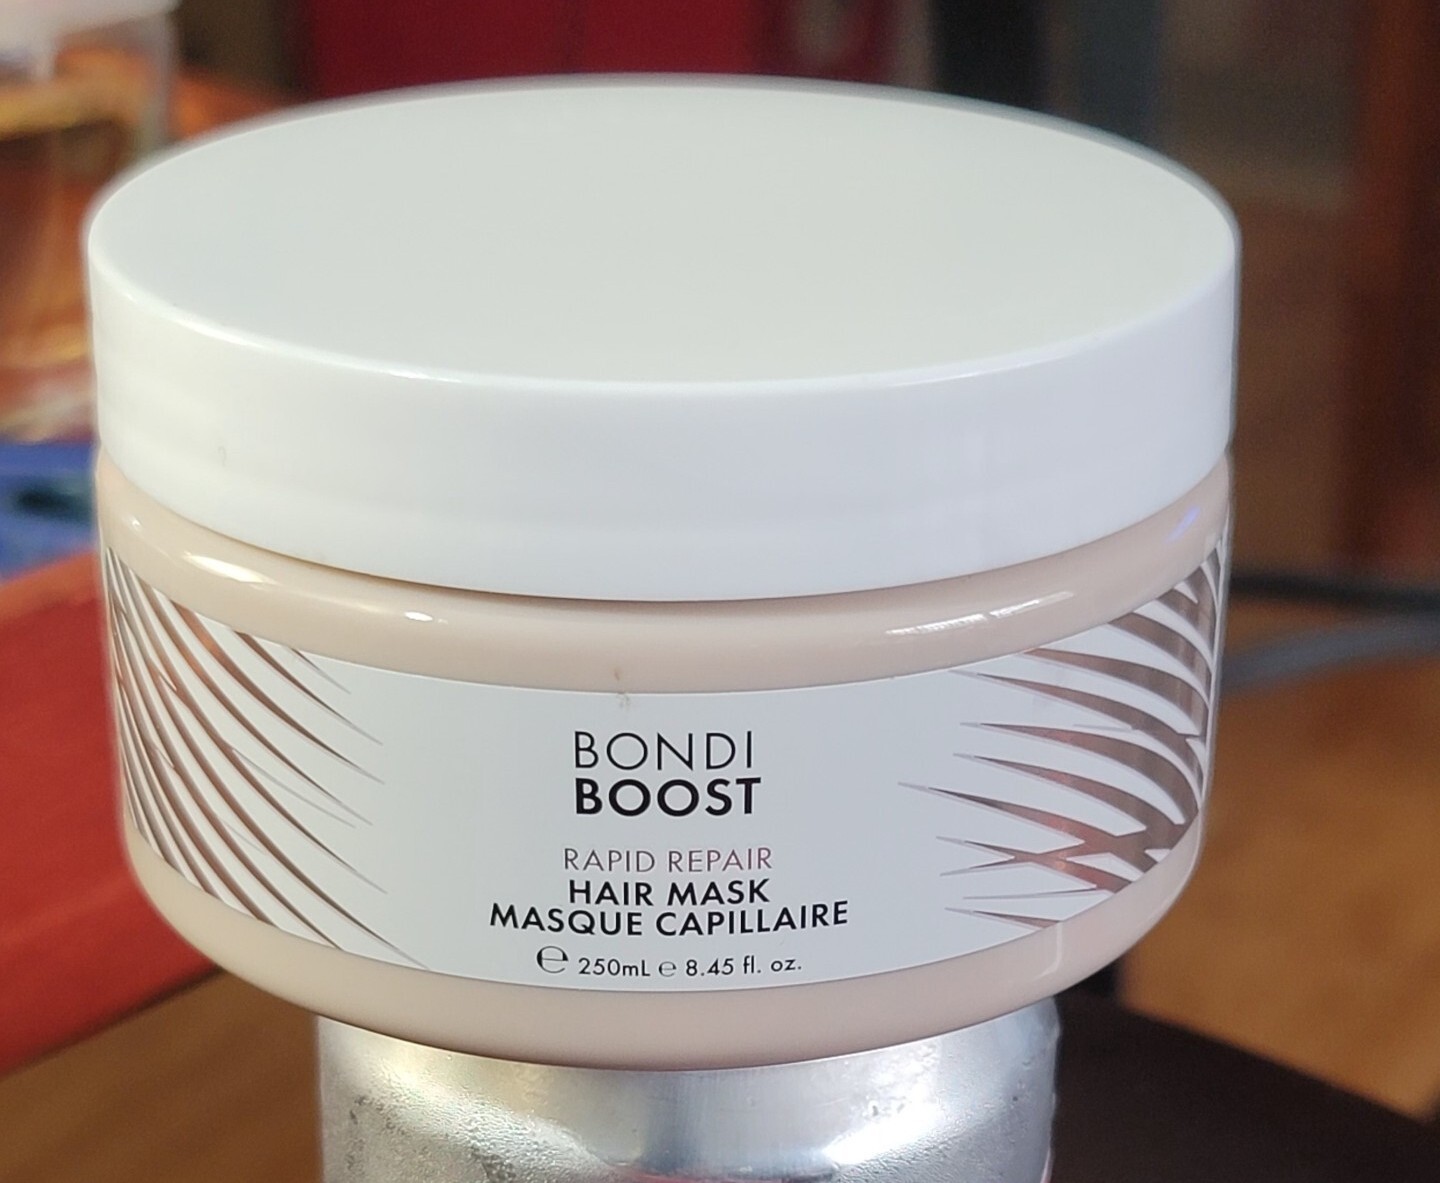 BONDI
BOOST
RAPID REPAIR
HAIR MASK
MASQUE CAPILLAIRE
℮ 250mL ℮ 8.45 fl. oz.